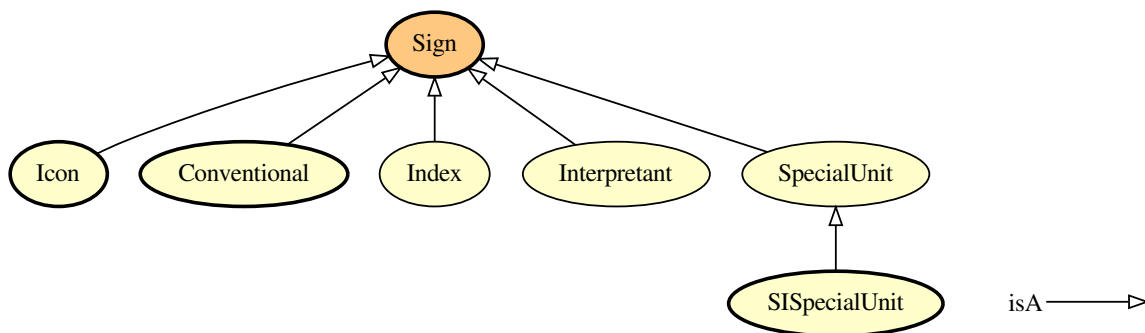 Sign
Icon
Conventional
Index
Interpretant
SpecialUnit
SISpecialUnit
isA